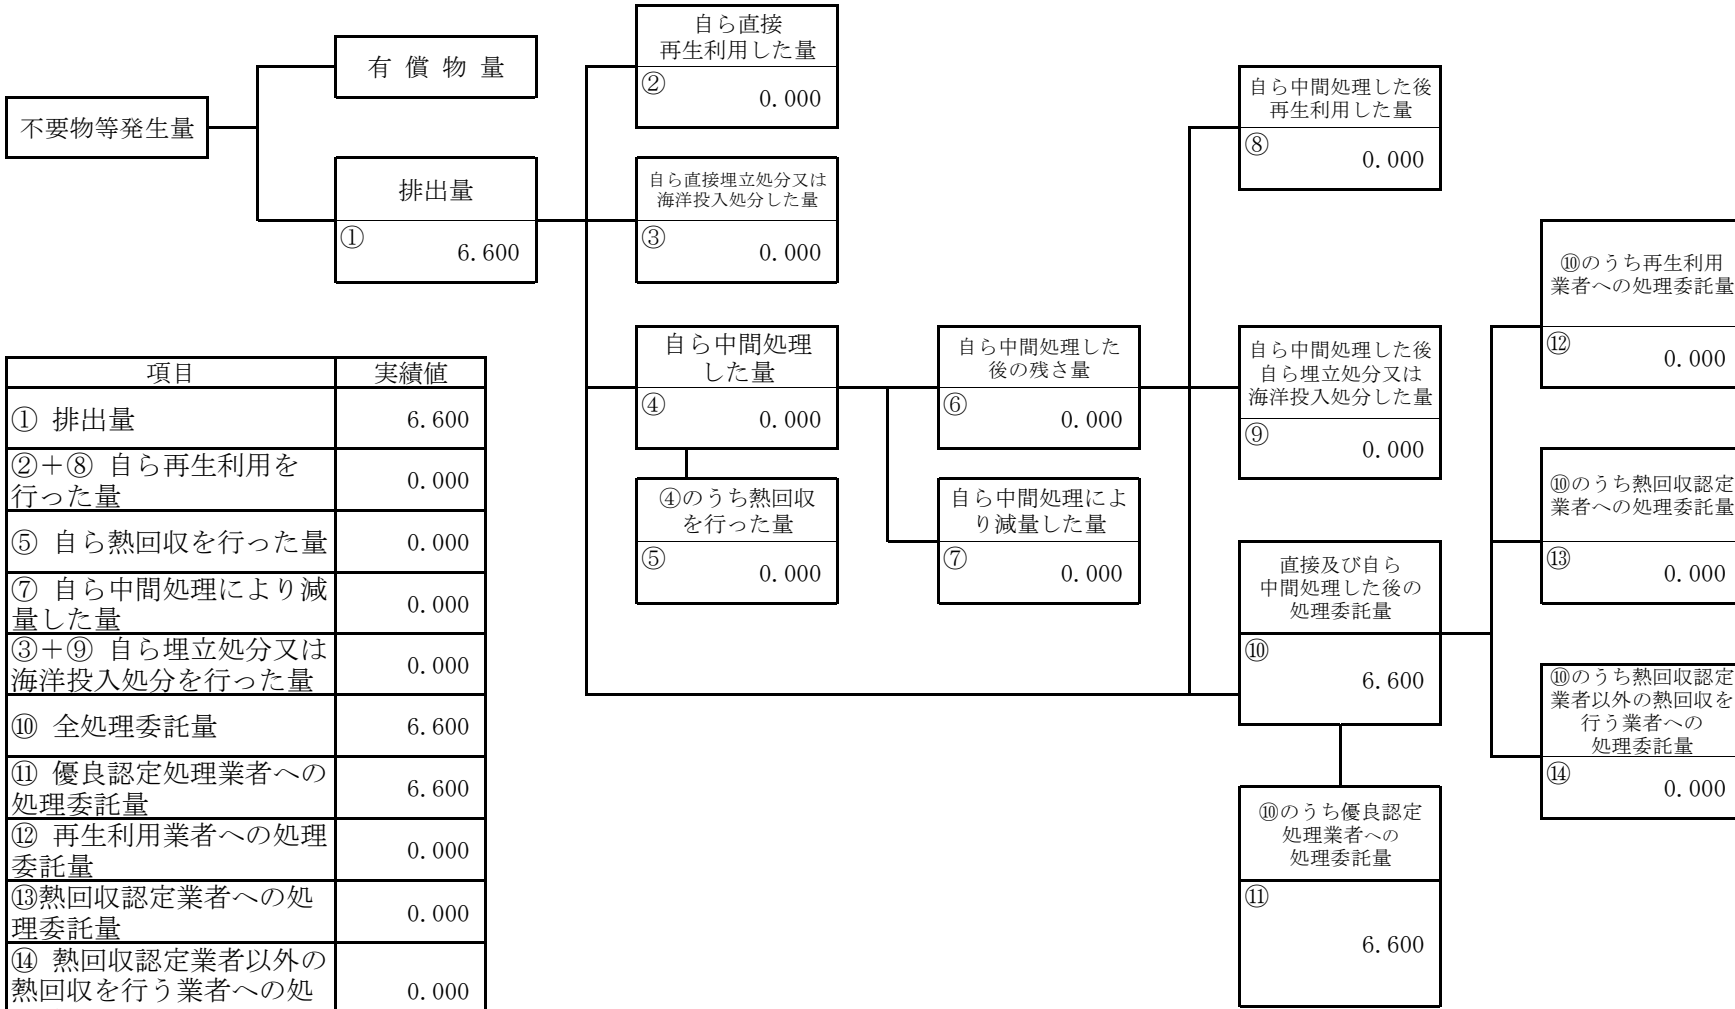 不要物等発生量
有 償 物 量
排出量
①
6.600
自ら直接
再生利用した量
②
0.000
自ら直接埋立処分又は
海洋投入処分した量
③
0.000
自ら中間処理
した量
④
0.000
④のうち熱回収
を行った量
⑤
0.000
自ら中間処理した
後の残さ量
⑥
0.000
自ら中間処理によ
り減量した量
⑦
0.000
自ら中間処理した後
再生利用した量
⑧
0.000
自ら中間処理した後
自ら埋立処分又は
海洋投入処分した量
⑨
0.000
直接及び自ら
中間処理した後の
処理委託量
⑩
6.600
⑩のうち優良認定
処理業者への
処理委託量
⑪
6.600
⑩のうち再生利用
業者への処理委託量
⑫
0.000
⑩のうち熱回収認定
業者への処理委託量
⑬
0.000
⑩のうち熱回収認定
業者以外の熱回収を
行う業者への
処理委託量
⑭
0.000
項目 実績値
① 排出量 6.600
②＋⑧ 自ら再生利用を
行った量 0.000
⑤ 自ら熱回収を行った量 0.000
⑦ 自ら中間処理により減
量した量 0.000
③＋⑨ 自ら埋立処分又は
海洋投入処分を行った量 0.000
⑩ 全処理委託量 6.600
⑪ 優良認定処理業者への
処理委託量 6.600
⑫ 再生利用業者への処理
委託量 0.000
⑬熱回収認定業者への処
理委託量 0.000
⑭ 熱回収認定業者以外の
熱回収を行う業者への処 0.000